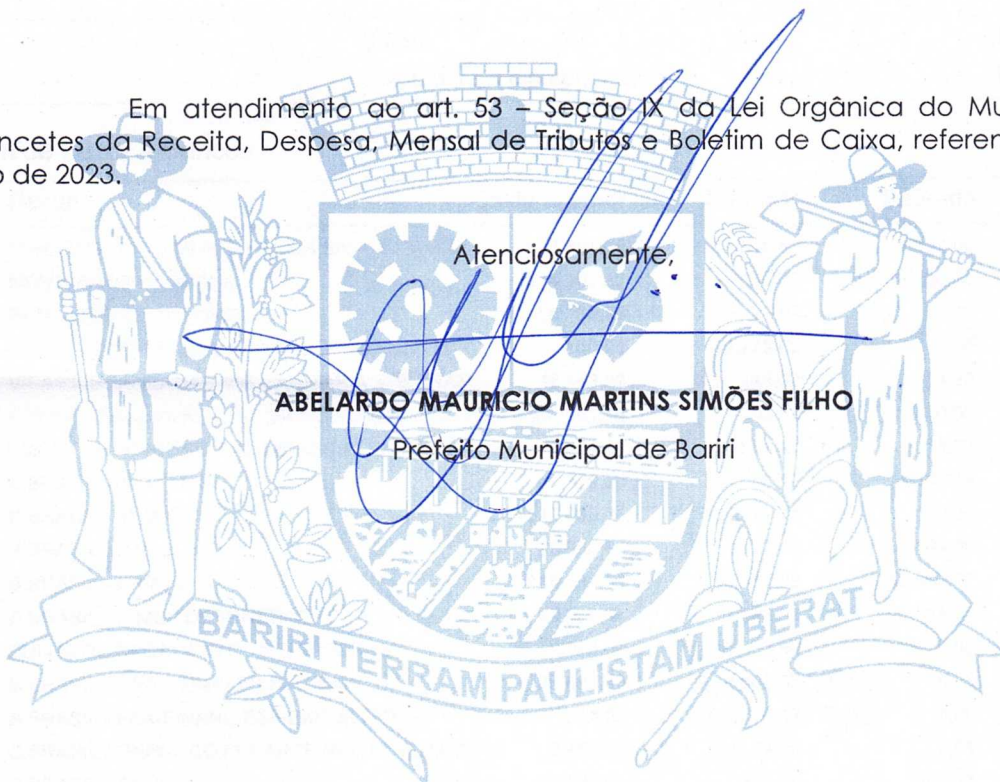 Em atendimento ao art. 53 – Seção IX da Lei Orgânica do Mu
ncetes da Receita, Despesa, Mensal de Tributos e Boletim de Caixa, referen
o de 2023.
Atenciosamente,
ABELARDO MAURICIO MARTINS SIMÕES FILHO
Prefeito Municipal de Bariri
BARIRI TERRAM PAULISTAM UBERAT